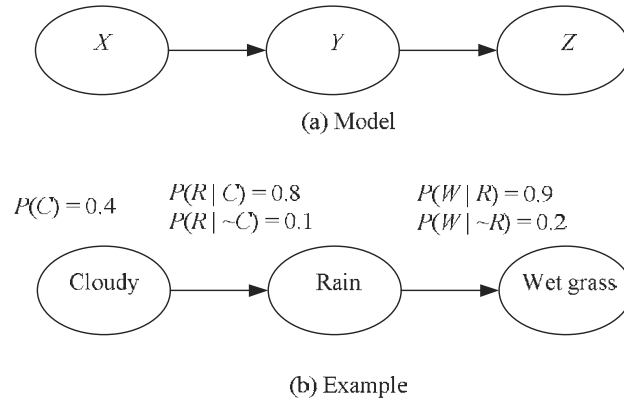 X Y Z
(a) Model
P(C) = 0.4
P(R | C) = 0.8
P(R | ~C) = 0.1
P(W | R) = 0.9
P(W | ~R) = 0.2
Cloudy Rain Wet grass
(b) Example